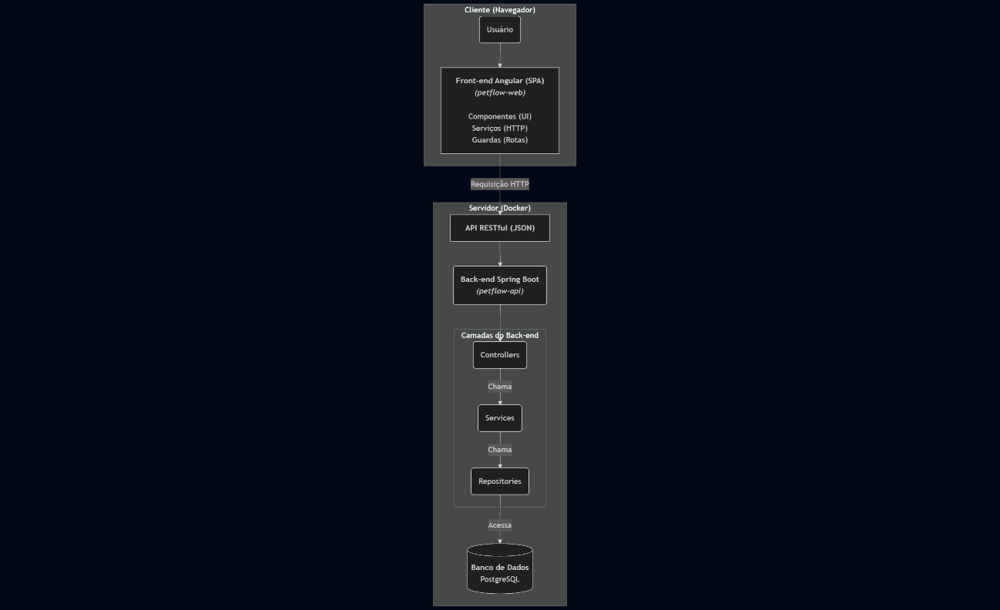 Cliente (Navegador)
Usuário
Front-end Angular (SPA)
(petflow-web)
Componentes (UI)
Serviços (HTTP)
Guardas (Rotas)
Requisição HTTP
Servidor (Docker)
API RESTful (JSON)
Back-end Spring Boot
(petflow-api)
Camadas do Back-end
Controllers
Chama
Services
Chama
Repositories
Acessa
Banco de Dados
PostgreSQL